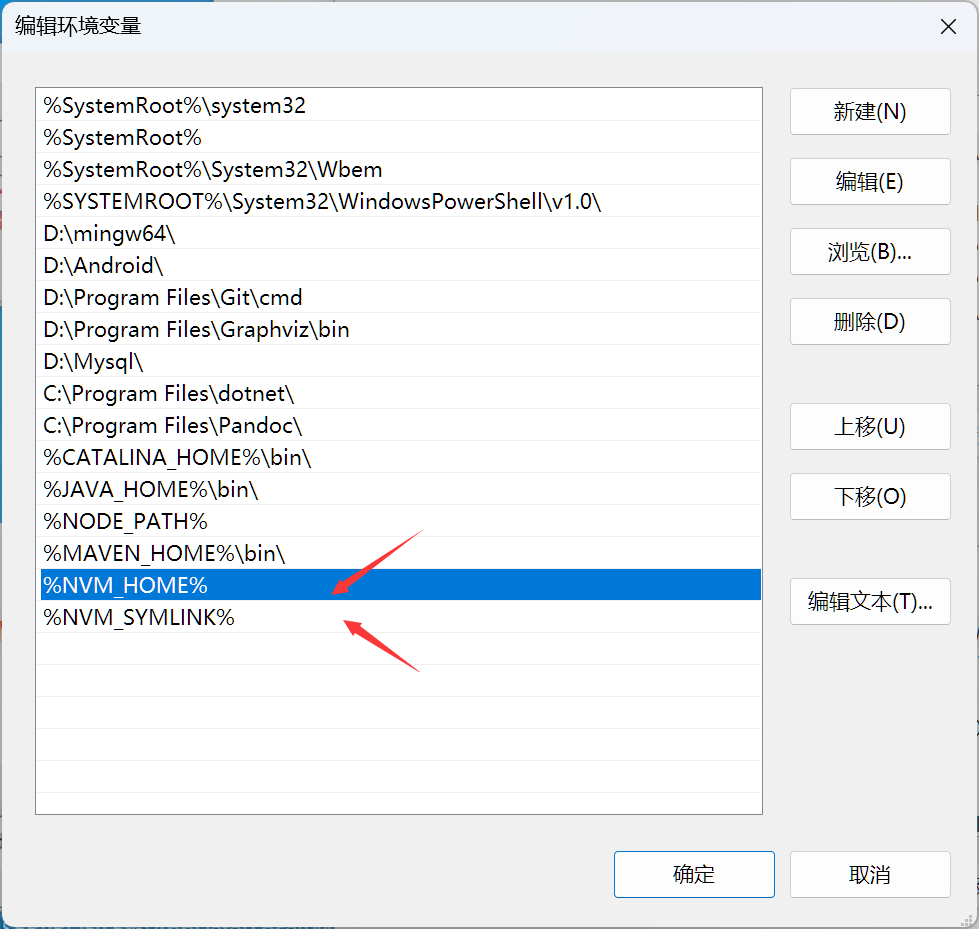 编辑环境变量
%SystemRoot%\system32
%SystemRoot%
%SystemRoot%\System32\Wbem
%SYSTEMROOT%\System32\WindowsPowerShell\v1.0\
D:\mingw64\
D:\Android\
D:\Program Files\Git\cmd
D:\Program Files\Graphviz\bin
D:\Mysql\
C:\Program Files\dotnet\
C:\Program Files\Pandoc\
%CATALINA_HOME%\bin\
%JAVA_HOME%\bin\
%NODE_PATH%
%MAVEN_HOME%\bin\
%NVM_HOME%
%NVM_SYMLINK%
新建(N)
编辑(E)
浏览(B)...
删除(D)
上移(U)
下移(O)
编辑文本(T)...
确定
取消